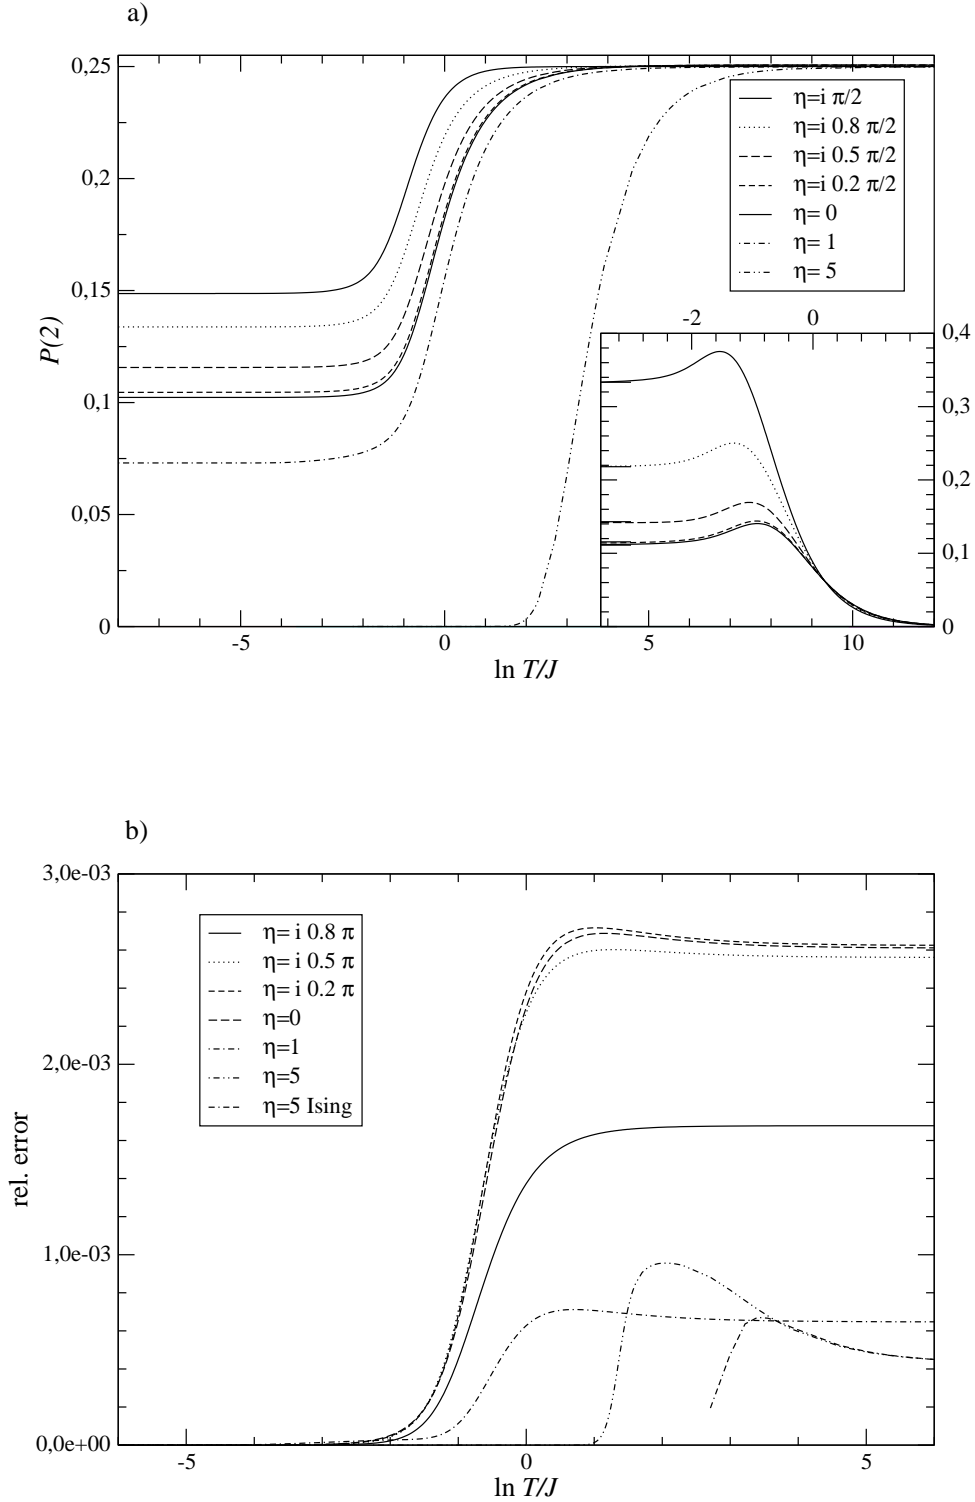 a)
0,25
0,2
0,15
0,1
0,05
0
P(2)
η=i π/2
η=i 0.8 π/2
η=i 0.5 π/2
η=i 0.2 π/2
η= 0
η= 1
η= 5
-2 0
0,4
0,3
0,2
0,1
0
-5 0 5 10
ln T/J
b)
3,0e-03
2,0e-03
1,0e-03
0,0e+00
rel. error
η= i 0.8 π
η= i 0.5 π
η= i 0.2 π
η=0
η=1
η=5
η=5 Ising
-5 0 5
ln T/J